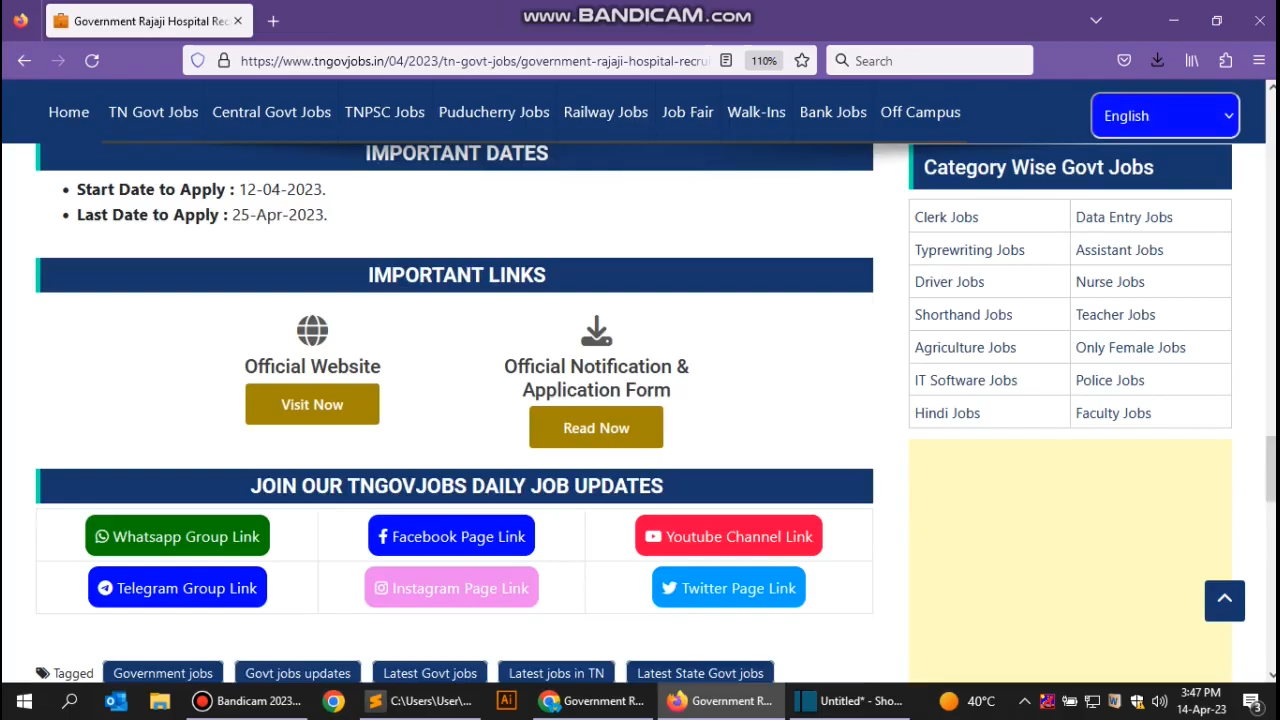 www.BANDICAM.com
Government Rajaji Hospital Rec
https://www.tngovjobs.in/04/2023/tn-govt-jobs/government-rajaji-hospital-recru
110%
Search
Home
TN Govt Jobs
Central Govt Jobs
TNPSC Jobs
Puducherry Jobs
Railway Jobs
Job Fair
Walk-Ins
Bank Jobs
Off Campus
English
IMPORTANT DATES
• Start Date to Apply : 12-04-2023.
• Last Date to Apply : 25-Apr-2023.
IMPORTANT LINKS
Official Website
Visit Now
Official Notification &
Application Form
Read Now
JOIN OUR TNGOVJOBS DAILY JOB UPDATES
Whatsapp Group Link
Facebook Page Link
Youtube Channel Link
Telegram Group Link
Instagram Page Link
Twitter Page Link
Tagged
Government jobs
Govt jobs updates
Latest Govt jobs
Latest jobs in TN
Latest State Govt jobs
Category Wise Govt Jobs
Clerk Jobs
Data Entry Jobs
Typrewriting Jobs
Assistant Jobs
Driver Jobs
Nurse Jobs
Shorthand Jobs
Teacher Jobs
Agriculture Jobs
Only Female Jobs
IT Software Jobs
Police Jobs
Hindi Jobs
Faculty Jobs
Bandicam 2023...
C:\Users\User\...
Ai
Government R...
Government R...
Untitled* - Sho...
40°C
3:47 PM
14-Apr-23
3